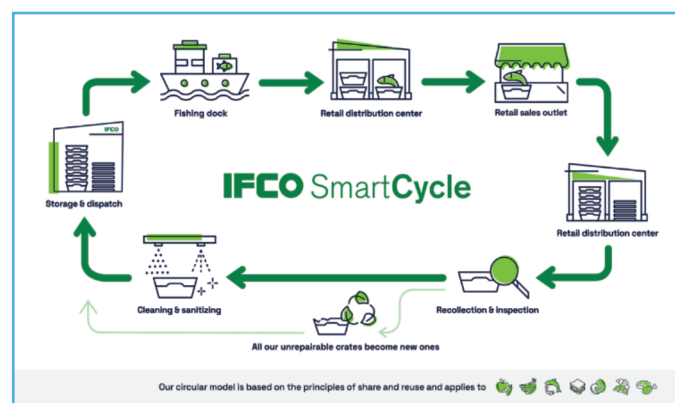 Fishing dock
Retail distribution center
Retail sales outlet
IFCO
Storage & dispatch
IFCO SmartCycle
Retail distribution center
Cleaning & sanitizing
Recollection & inspection
All our unrepairable crates become new ones
Our circular model is based on the principles of share and reuse and applies to